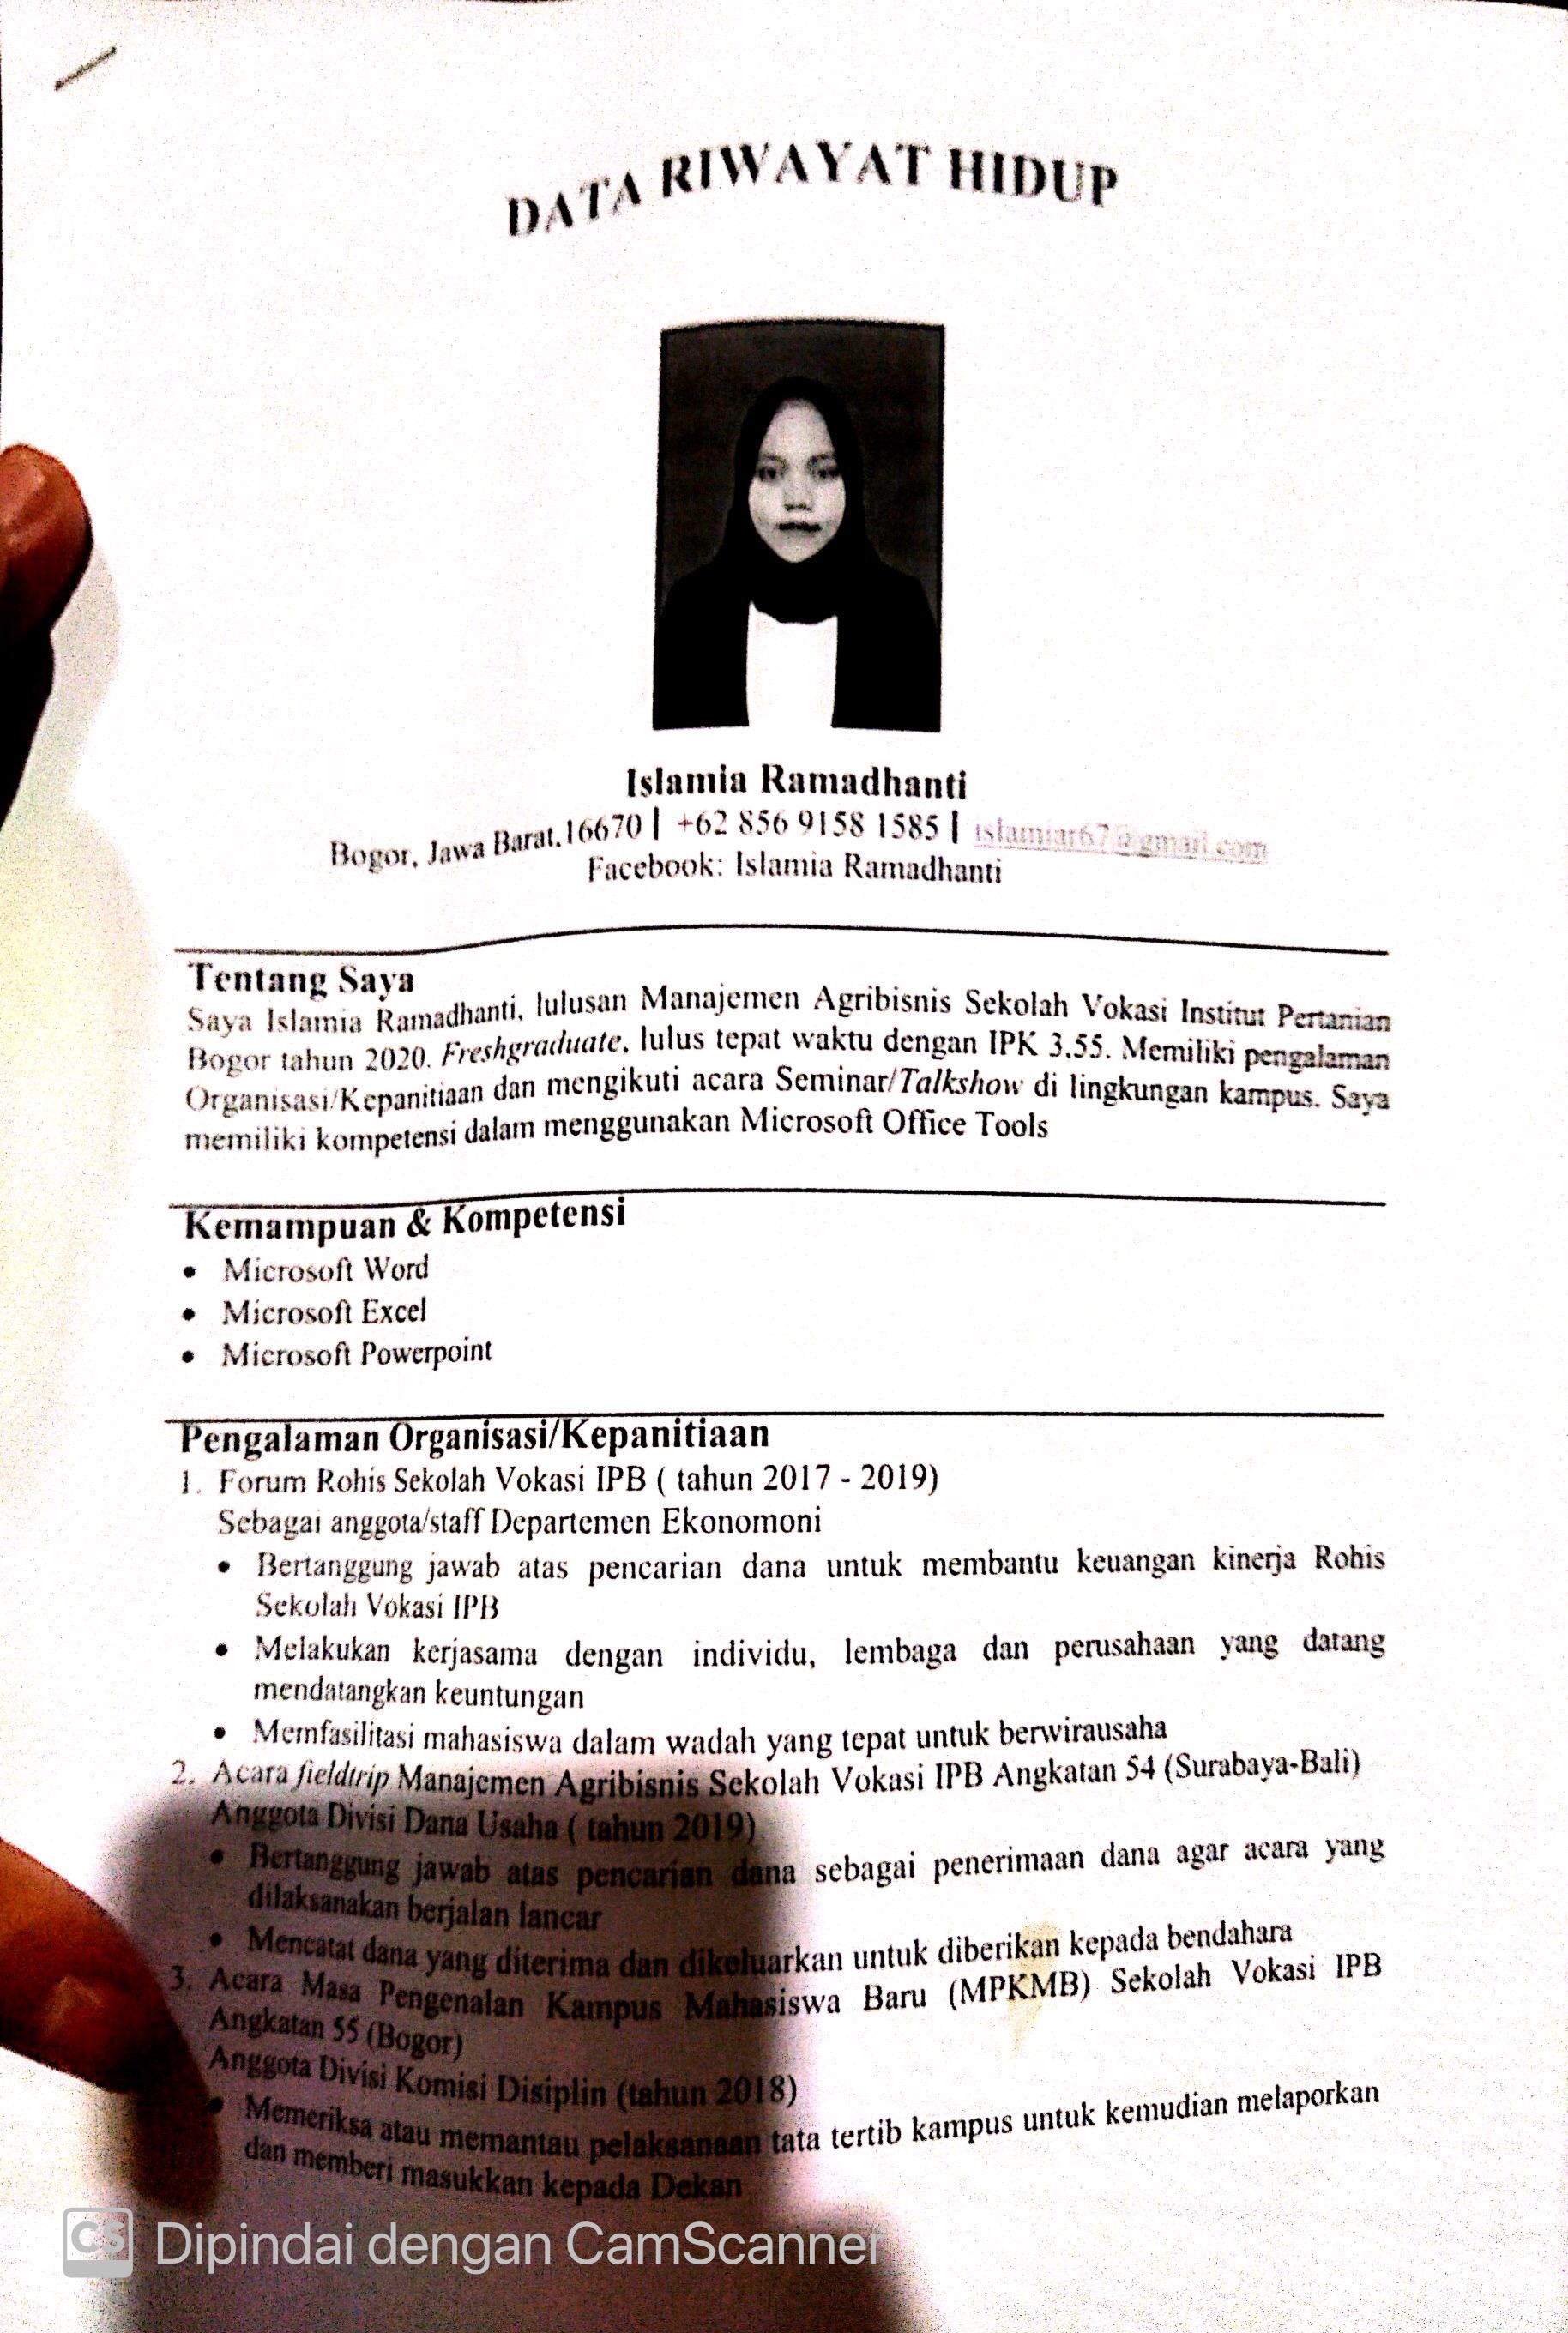 DATA RIWAYAT HIDUP
Islamia Ramadhanti
Bogor, Jawa Barat,16670 | +62 856 9158 1585 | islamiar67@gmail.com
Facebook: Islamia Ramadhanti
Tentang Saya
Saya Islamia Ramadhanti, lulusan Manajemen Agribisnis Sekolah Vokasi Institut Pertanian
Bogor tahun 2020. Freshgraduate, lulus tepat waktu dengan IPK 3.55. Memiliki pengalaman
Organisasi/Kepanitiaan dan mengikuti acara Seminar/Talkshow di lingkungan kampus. Saya
memiliki kompetensi dalam menggunakan Microsoft Office Tools
Kemampuan & Kompetensi
• Microsoft Word
• Microsoft Excel
• Microsoft Powerpoint
Pengalaman Organisasi/Kepanitiaan
1. Forum Rohis Sekolah Vokasi IPB ( tahun 2017 - 2019)
Sebagai anggota/staff Departemen Ekonomoni
• Bertanggung jawab atas pencarian dana untuk membantu keuangan kinerja Rohis
Sekolah Vokasi IPB
• Melakukan kerjasama dengan individu, lembaga dan perusahaan yang datang
mendatangkan keuntungan
• Memfasilitasi mahasiswa dalam wadah yang tepat untuk berwirausaha
2. Acara fieldtrip Manajemen Agribisnis Sekolah Vokasi IPB Angkatan 54 (Surabaya-Bali)
Anggota Divisi Dana Usaha ( tahun 2019)
• Bertanggung jawab atas pencarian dana sebagai penerimaan dana agar acara yang
dilaksanakan berjalan lancar
• Mencatat dana yang diterima dan dikeluarkan untuk diberikan kepada bendahara
3. Acara Masa Pengenalan Kampus Mahasiswa Baru (MPKMB) Sekolah Vokasi IPB
Angkatan 55 (Bogor)
Anggota Divisi Komisi Disiplin (tahun 2018)
• Memeriksa atau memantau pelaksanaan tata tertib kampus untuk kemudian melaporkan
dan memberi masukkan kepada Dekan
CS Dipindai dengan CamScanner